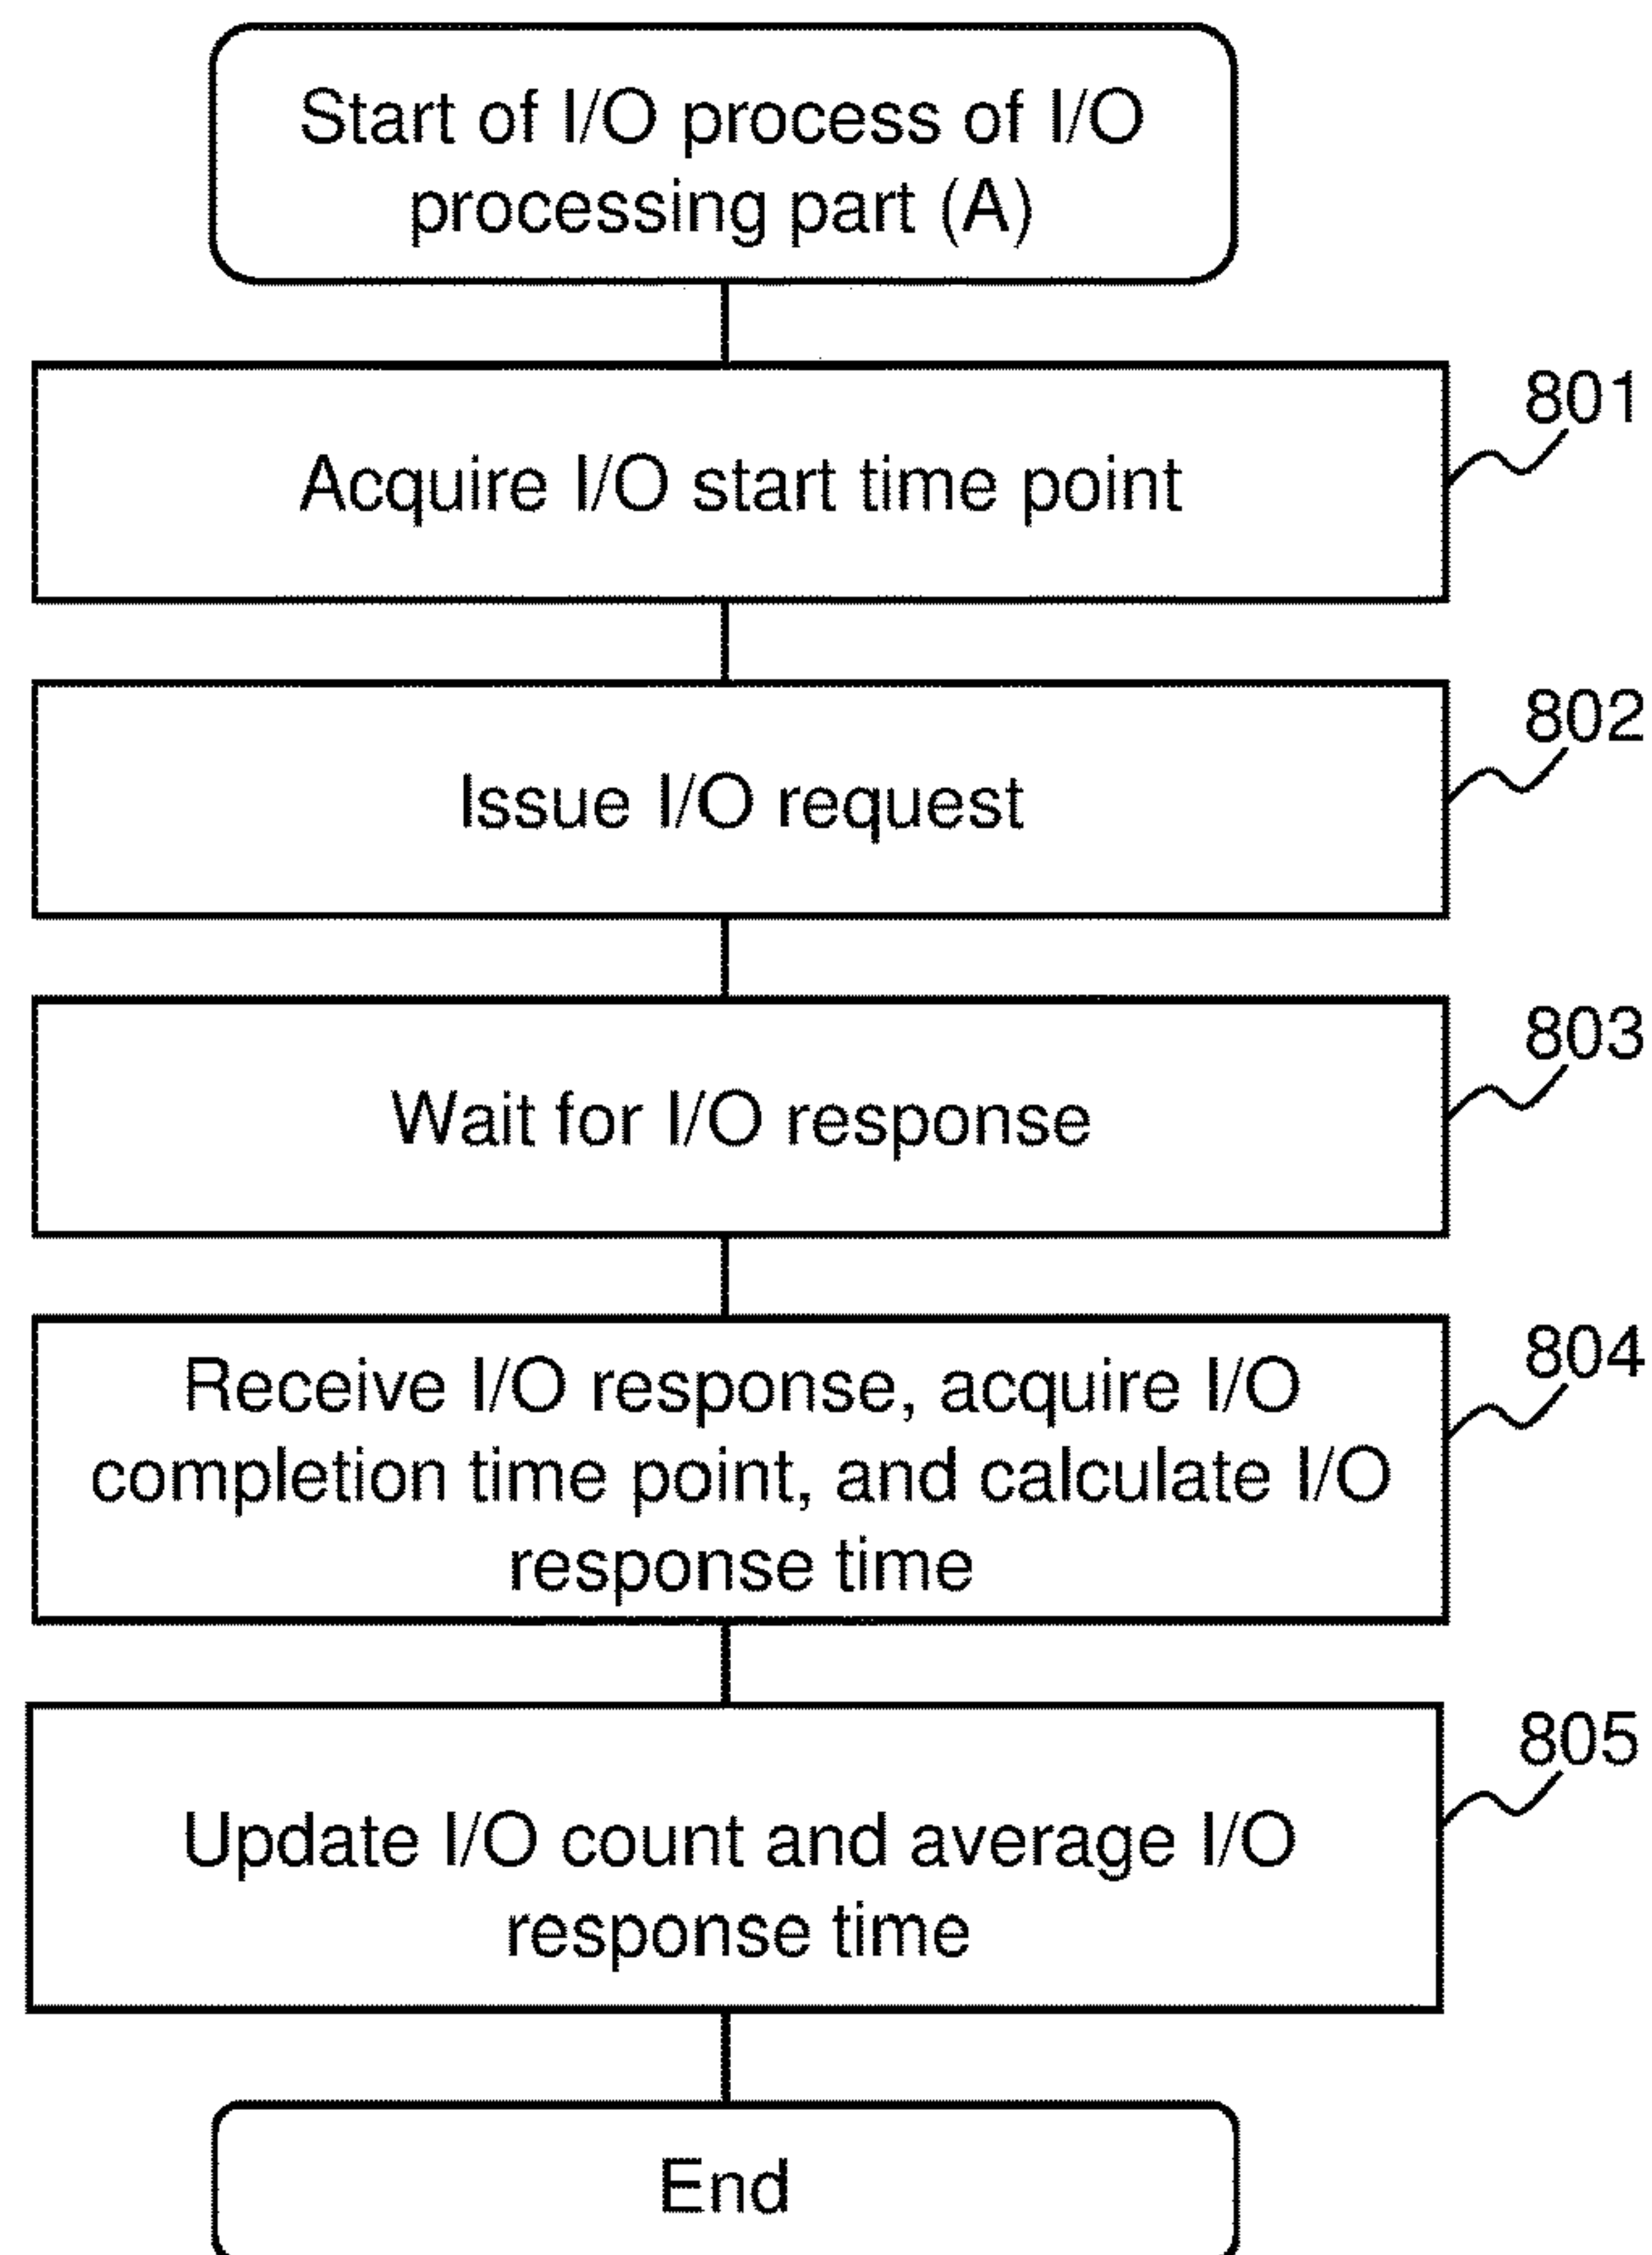 Start of I/O process of I/O
processing part (A)
801
Acquire I/O start time point
802
Issue I/O request
803
Wait for I/O response
804
Receive I/O response, acquire I/O
completion time point, and calculate I/O
response time
805
Update I/O count and average I/O
response time
End